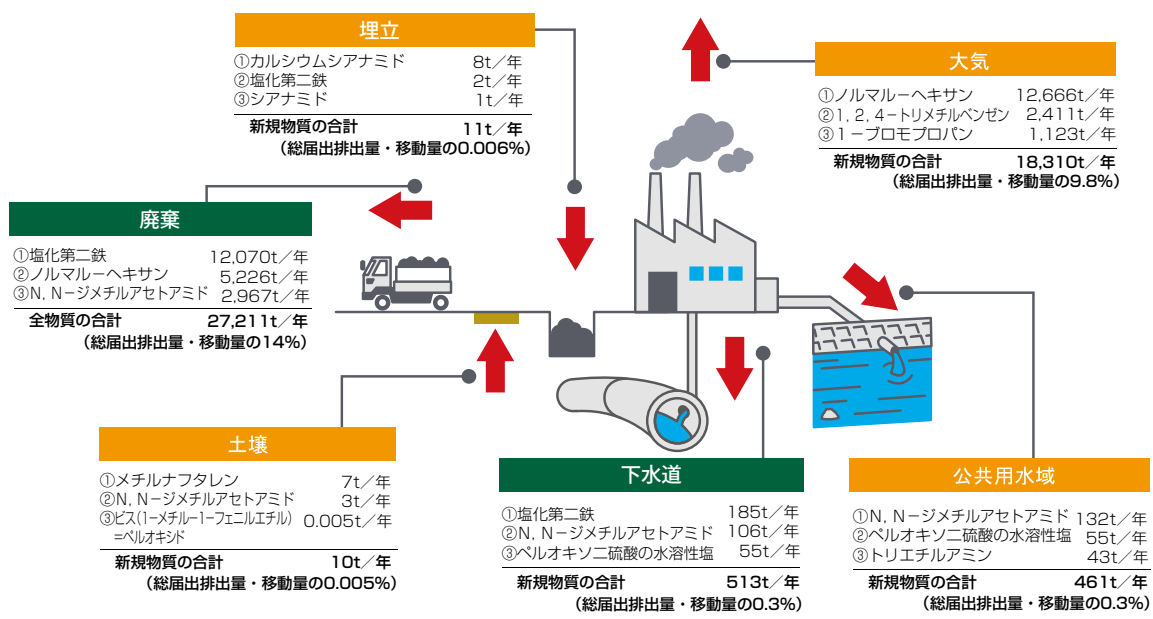 埋立
①カルシウムシアナミド 8t／年
②塩化第二鉄 2t／年
③シアナミド 1t／年
新規物質の合計 11t／年
（総届出排出量・移動量の0.006%）
大気
①ノルマル－ヘキサン 12,666t／年
②1, 2, 4－トリメチルベンゼン 2,411t／年
③1－ブロモプロパン 1,123t／年
新規物質の合計 18,310t／年
（総届出排出量・移動量の9.8%）
廃棄
①塩化第二鉄 12,070t／年
②ノルマル－ヘキサン 5,226t／年
③N, N－ジメチルアセトアミド 2,967t／年
全物質の合計 27,211t／年
（総届出排出量・移動量の14%）
土壌
①メチルナフタレン 7t／年
②N, N－ジメチルアセトアミド 3t／年
③ビス(1－メチル－1－フェニルエチル) 0.005t／年
=ペルオキシド
新規物質の合計 10t／年
（総届出排出量・移動量の0.005%）
下水道
①塩化第二鉄 185t／年
②N, N－ジメチルアセトアミド 106t／年
③ペルオキソ二硫酸の水溶性塩 55t／年
新規物質の合計 513t／年
（総届出排出量・移動量の0.3%）
公共用水域
①N, N－ジメチルアセトアミド 132t／年
②ペルオキソ二硫酸の水溶性塩 55t／年
③トリエチルアミン 43t／年
新規物質の合計 461t／年
（総届出排出量・移動量の0.3%）